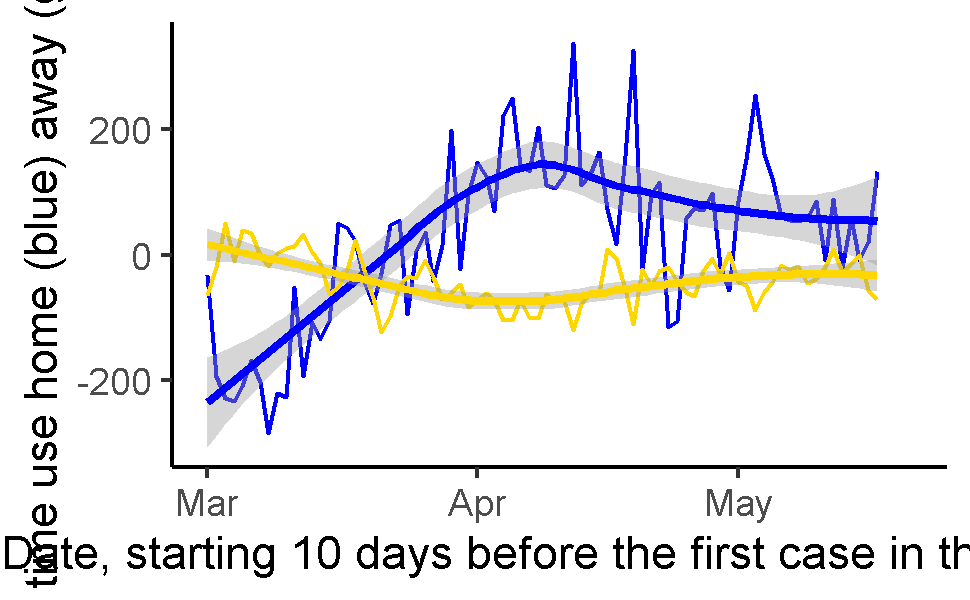 time use home (blue) away (
200
0
-200
Mar Apr May
Date, starting 10 days before the first case in th